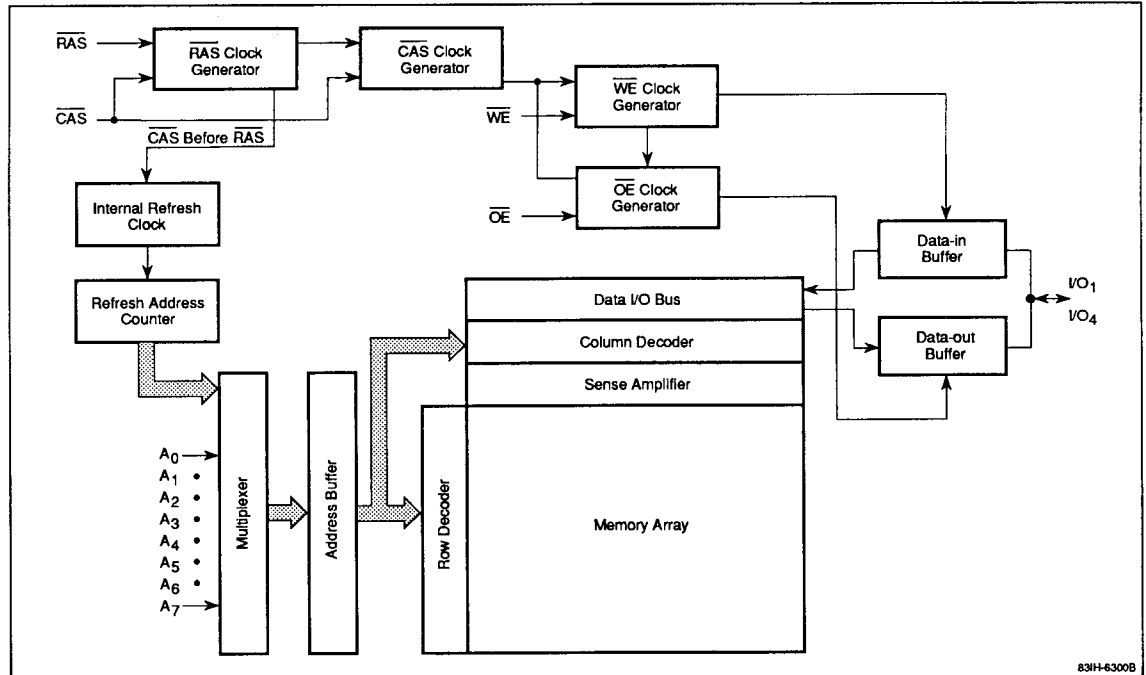 RAS
RAS Clock
Generator
CAS Clock
Generator
CAS
WE Clock
Generator
WE
CAS Before RAS
Internal Refresh
Clock
OE Clock
Generator
OE
Data-in
Buffer
Refresh Address
Counter
Data I/O Bus
I/O1
I/O4
Column Decoder
Data-out
Buffer
Sense Amplifier
A0
A1
A2
A3
A4
A5
A6
A7
Multiplexer
Address Buffer
Row Decoder
Memory Array
83IH-6300B